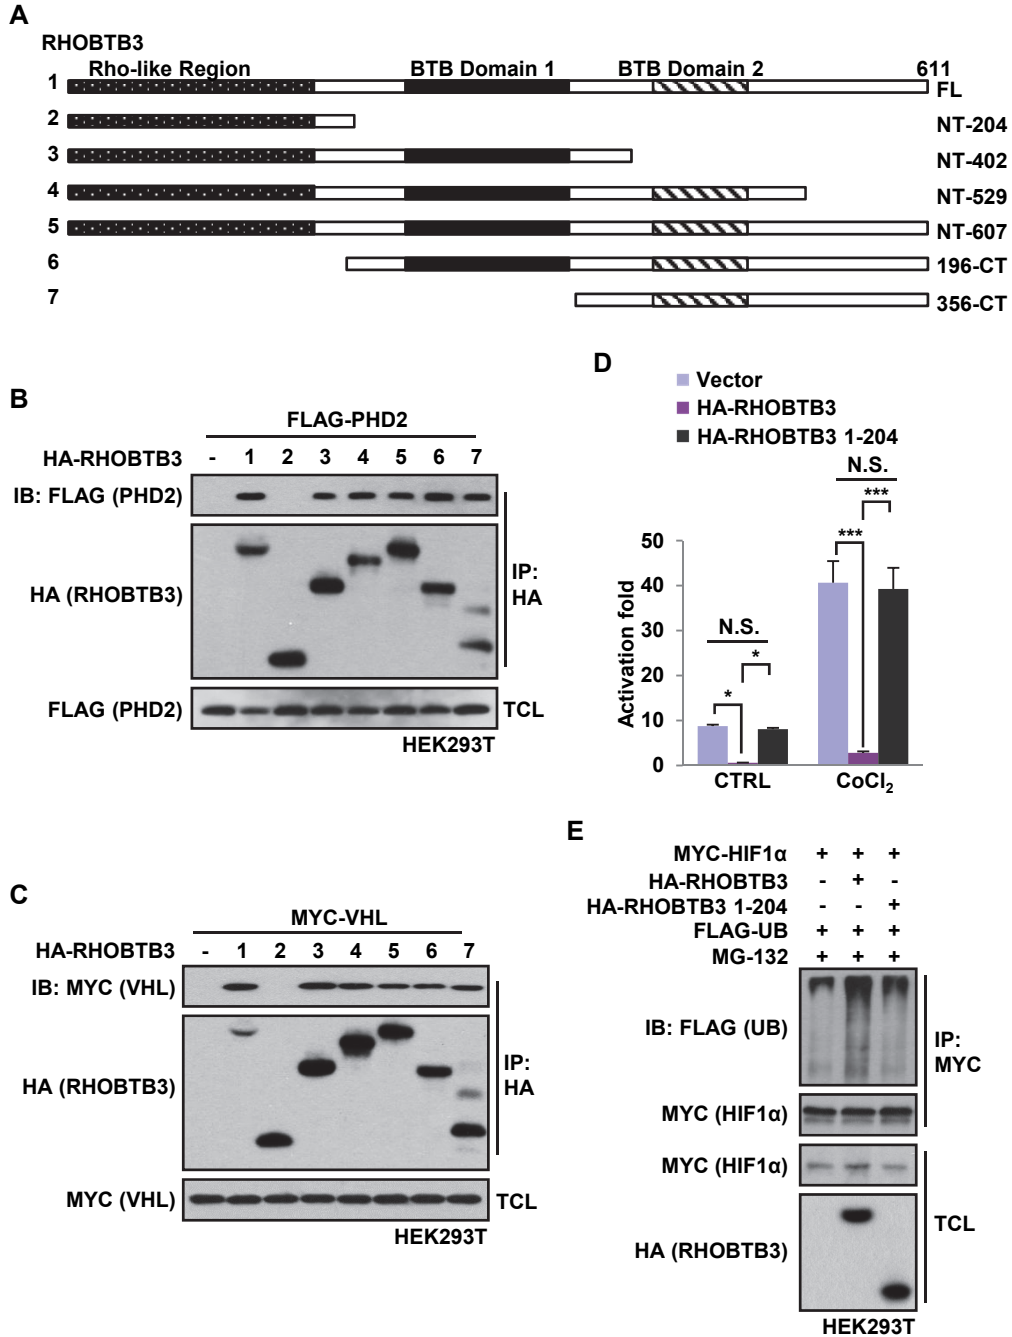 A
RHOBTB3
Rho-like Region BTB Domain 1 BTB Domain 2 611
1 FL
2 NT-204
3 NT-402
4 NT-529
5 NT-607
6 196-CT
7 356-CT
B
FLAG-PHD2
HA-RHOBTB3 - 1 2 3 4 5 6 7
IB: FLAG (PHD2)
HA (RHOBTB3)
IP:
HA
FLAG (PHD2) TCL
HEK293T
C
MYC-VHL
HA-RHOBTB3 - 1 2 3 4 5 6 7
IB: MYC (VHL)
HA (RHOBTB3)
IP:
HA
MYC (VHL) TCL
HEK293T
D
Vector
HA-RHOBTB3
HA-RHOBTB3 1-204
N.S.
***
***
N.S.
*
*
Activation fold
50
40
30
20
10
0
CTRL CoCl₂
E
MYC-HIF1α + + +
HA-RHOBTB3 - + -
HA-RHOBTB3 1-204 - - +
FLAG-UB + + +
MG-132 + + +
IB: FLAG (UB)
IP:
MYC
MYC (HIF1α)
MYC (HIF1α)
HA (RHOBTB3)
TCL
HEK293T